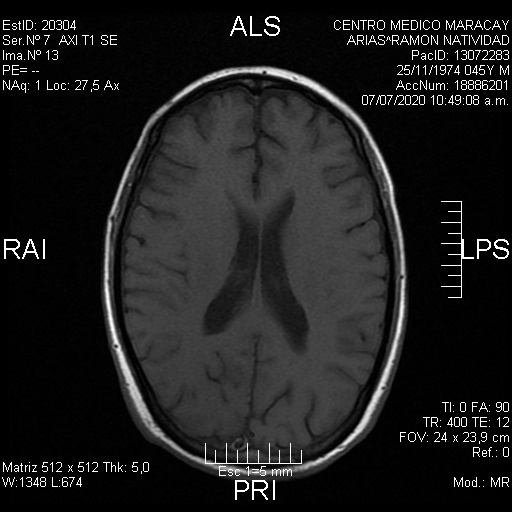 EstID: 20304
Ser.Nº 7 AXI T1 SE
Ima.Nº 13
PE= --
NAq: 1 Loc: 27,5 Ax
ALS
CENTRO MEDICO MARACAY
ARIAS^RAMON NATIVIDAD
PacID: 13072283
25/11/1974 045Y M
AccNum: 18886201
07/07/2020 10:49:08 a.m.
RAI
LPS
TI: 0 FA: 90
TR: 400 TE: 12
FOV: 24 x 23,9 cm
Ref.: 0
Mod.: MR
Matriz 512 x 512 Thk: 5,0
W:1348 L:674
Esc 1=5 mm
PRI